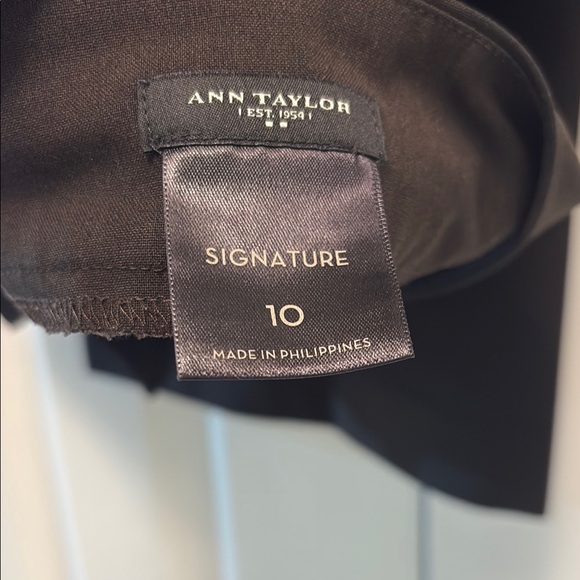 ANN TAYLOR
EST. 1954
SIGNATURE
10
MADE IN PHILIPPINES